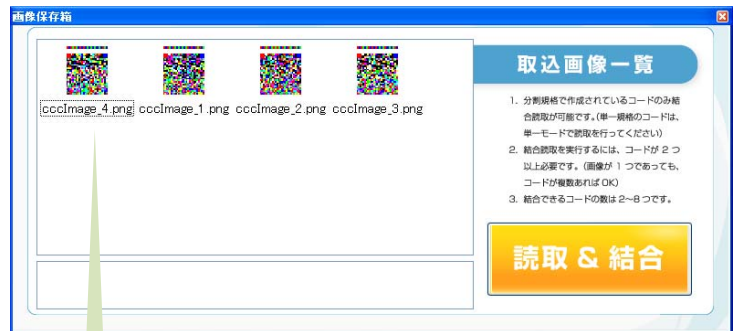 画像保存箱
cccImage_4.png cccImage_1.png cccImage_2.png cccImage_3.png
取込画像一覧
1. 分割規格で作成されているコードのみ結
合読取が可能です。(単一規格のコードは、
単一モードで読取を行ってください)
2. 結合読取を実行するには、コードが 2 つ
以上必要です。(画像が 1 つであっても、
コードが複数あれば OK)
3. 結合できるコードの数は 2〜8 つです。
読取 & 結合